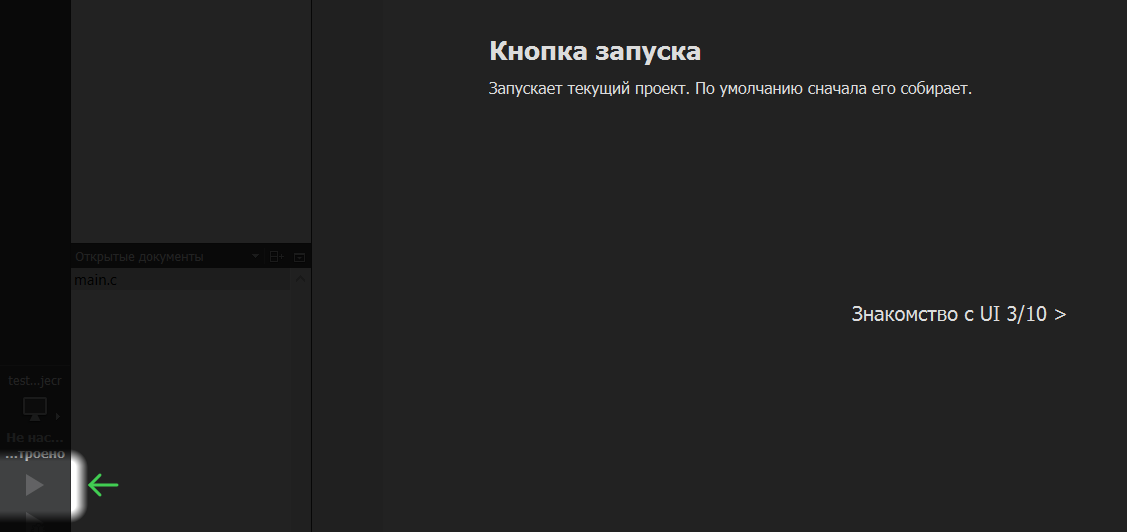 Кнопка запуска
Запускает текущий проект. По умолчанию сначала его собирает.
Открытые документы
main.c
Знакомство с UI 3/10 >
test...jecr
Не нас...
...троено